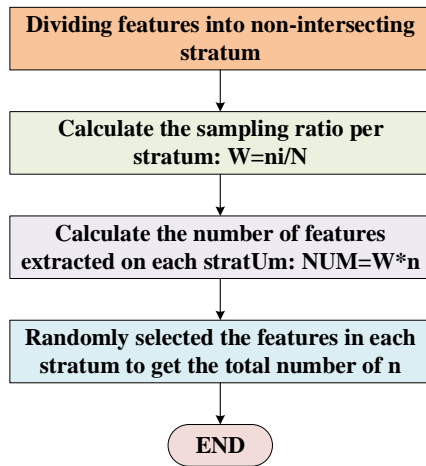 Dividing features into non-intersecting
stratum
Calculate the sampling ratio per
stratum: W=ni/N
Calculate the number of features
extracted on each stratUm: NUM=W*n
Randomly selected the features in each
stratum to get the total number of n
END